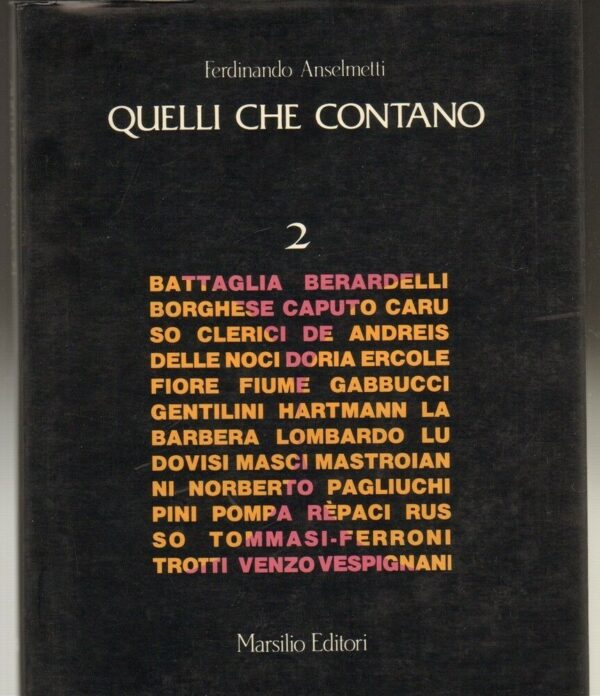 Ferdinando Anselmetti
QUELLI CHE CONTANO
2
BATTAGLIA BERARDELLI
BORGHESE CAPUTO CARU
SO CLERICI DE ANDREIS
DELLE NOCI DORIA ERCOLE
FIORE FIUME GABBUCCI
GENTILINI HARTMANN LA
BARBERA LOMBARDO LU
DOVISI MASCI MASTROIAN
NI NORBERTO PAGLIUCHI
PINI POMPA RÈPACI RUS
SO TOMMASI-FERRONI
TROTTI VENZO VESPIGNANI
Marsilio Editori